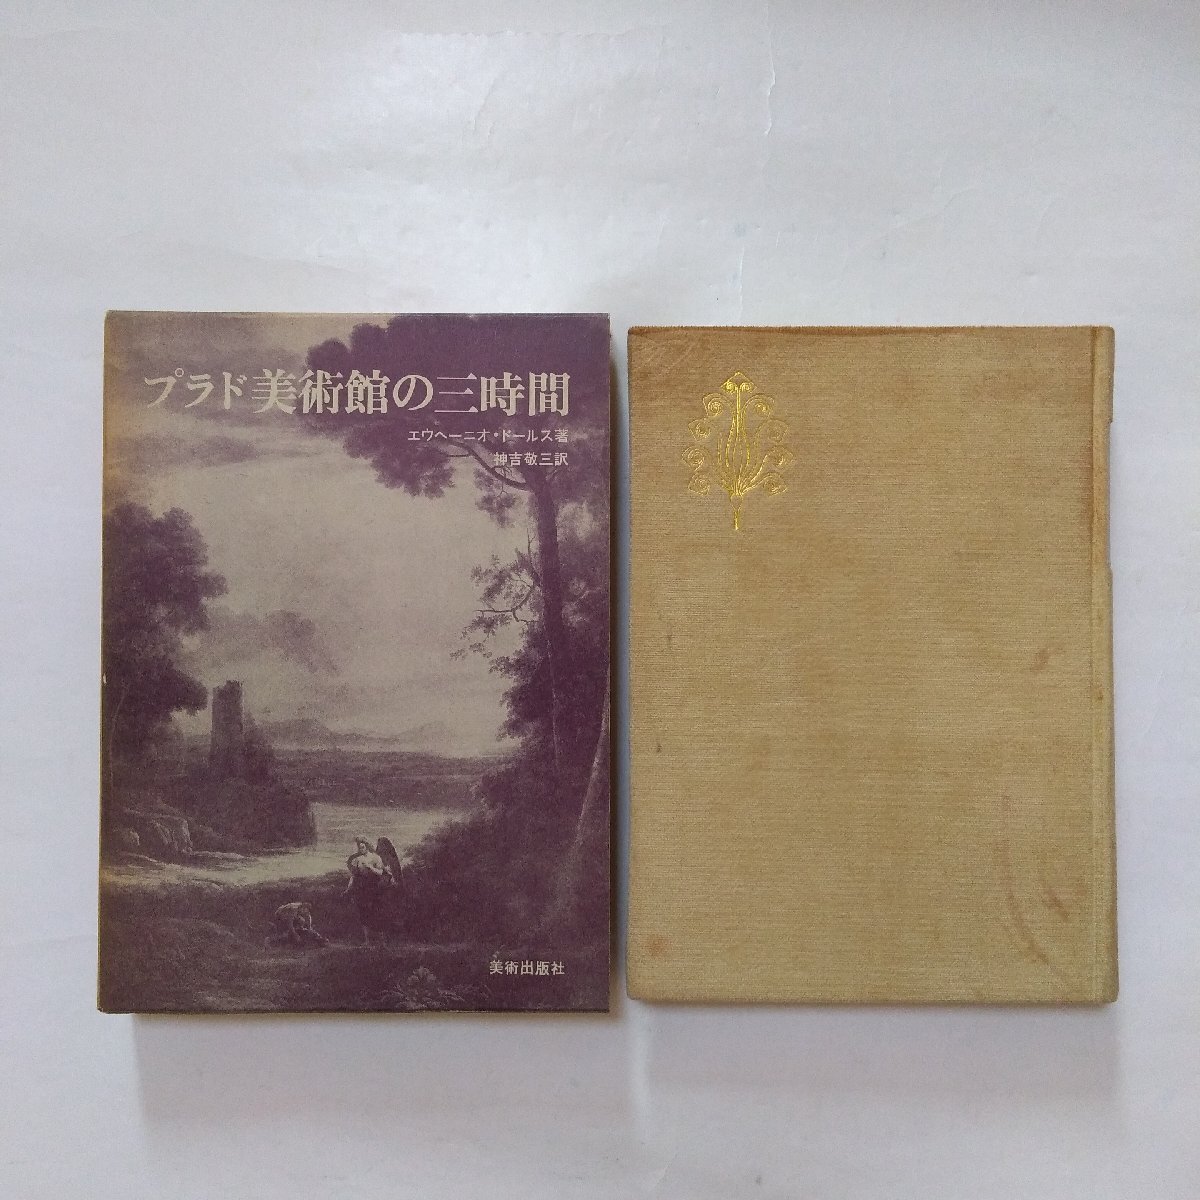 プラド美術館の三時間
エウヘーニオ・ドールス著
神吉敬三訳
美術出版社